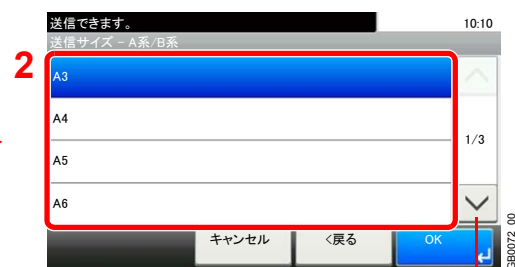 送信できます。 10:10
送信サイズ - A系/B系
2
A3
A4
1/3
A5
A6
キャンセル <戻る OK
GB0072_00